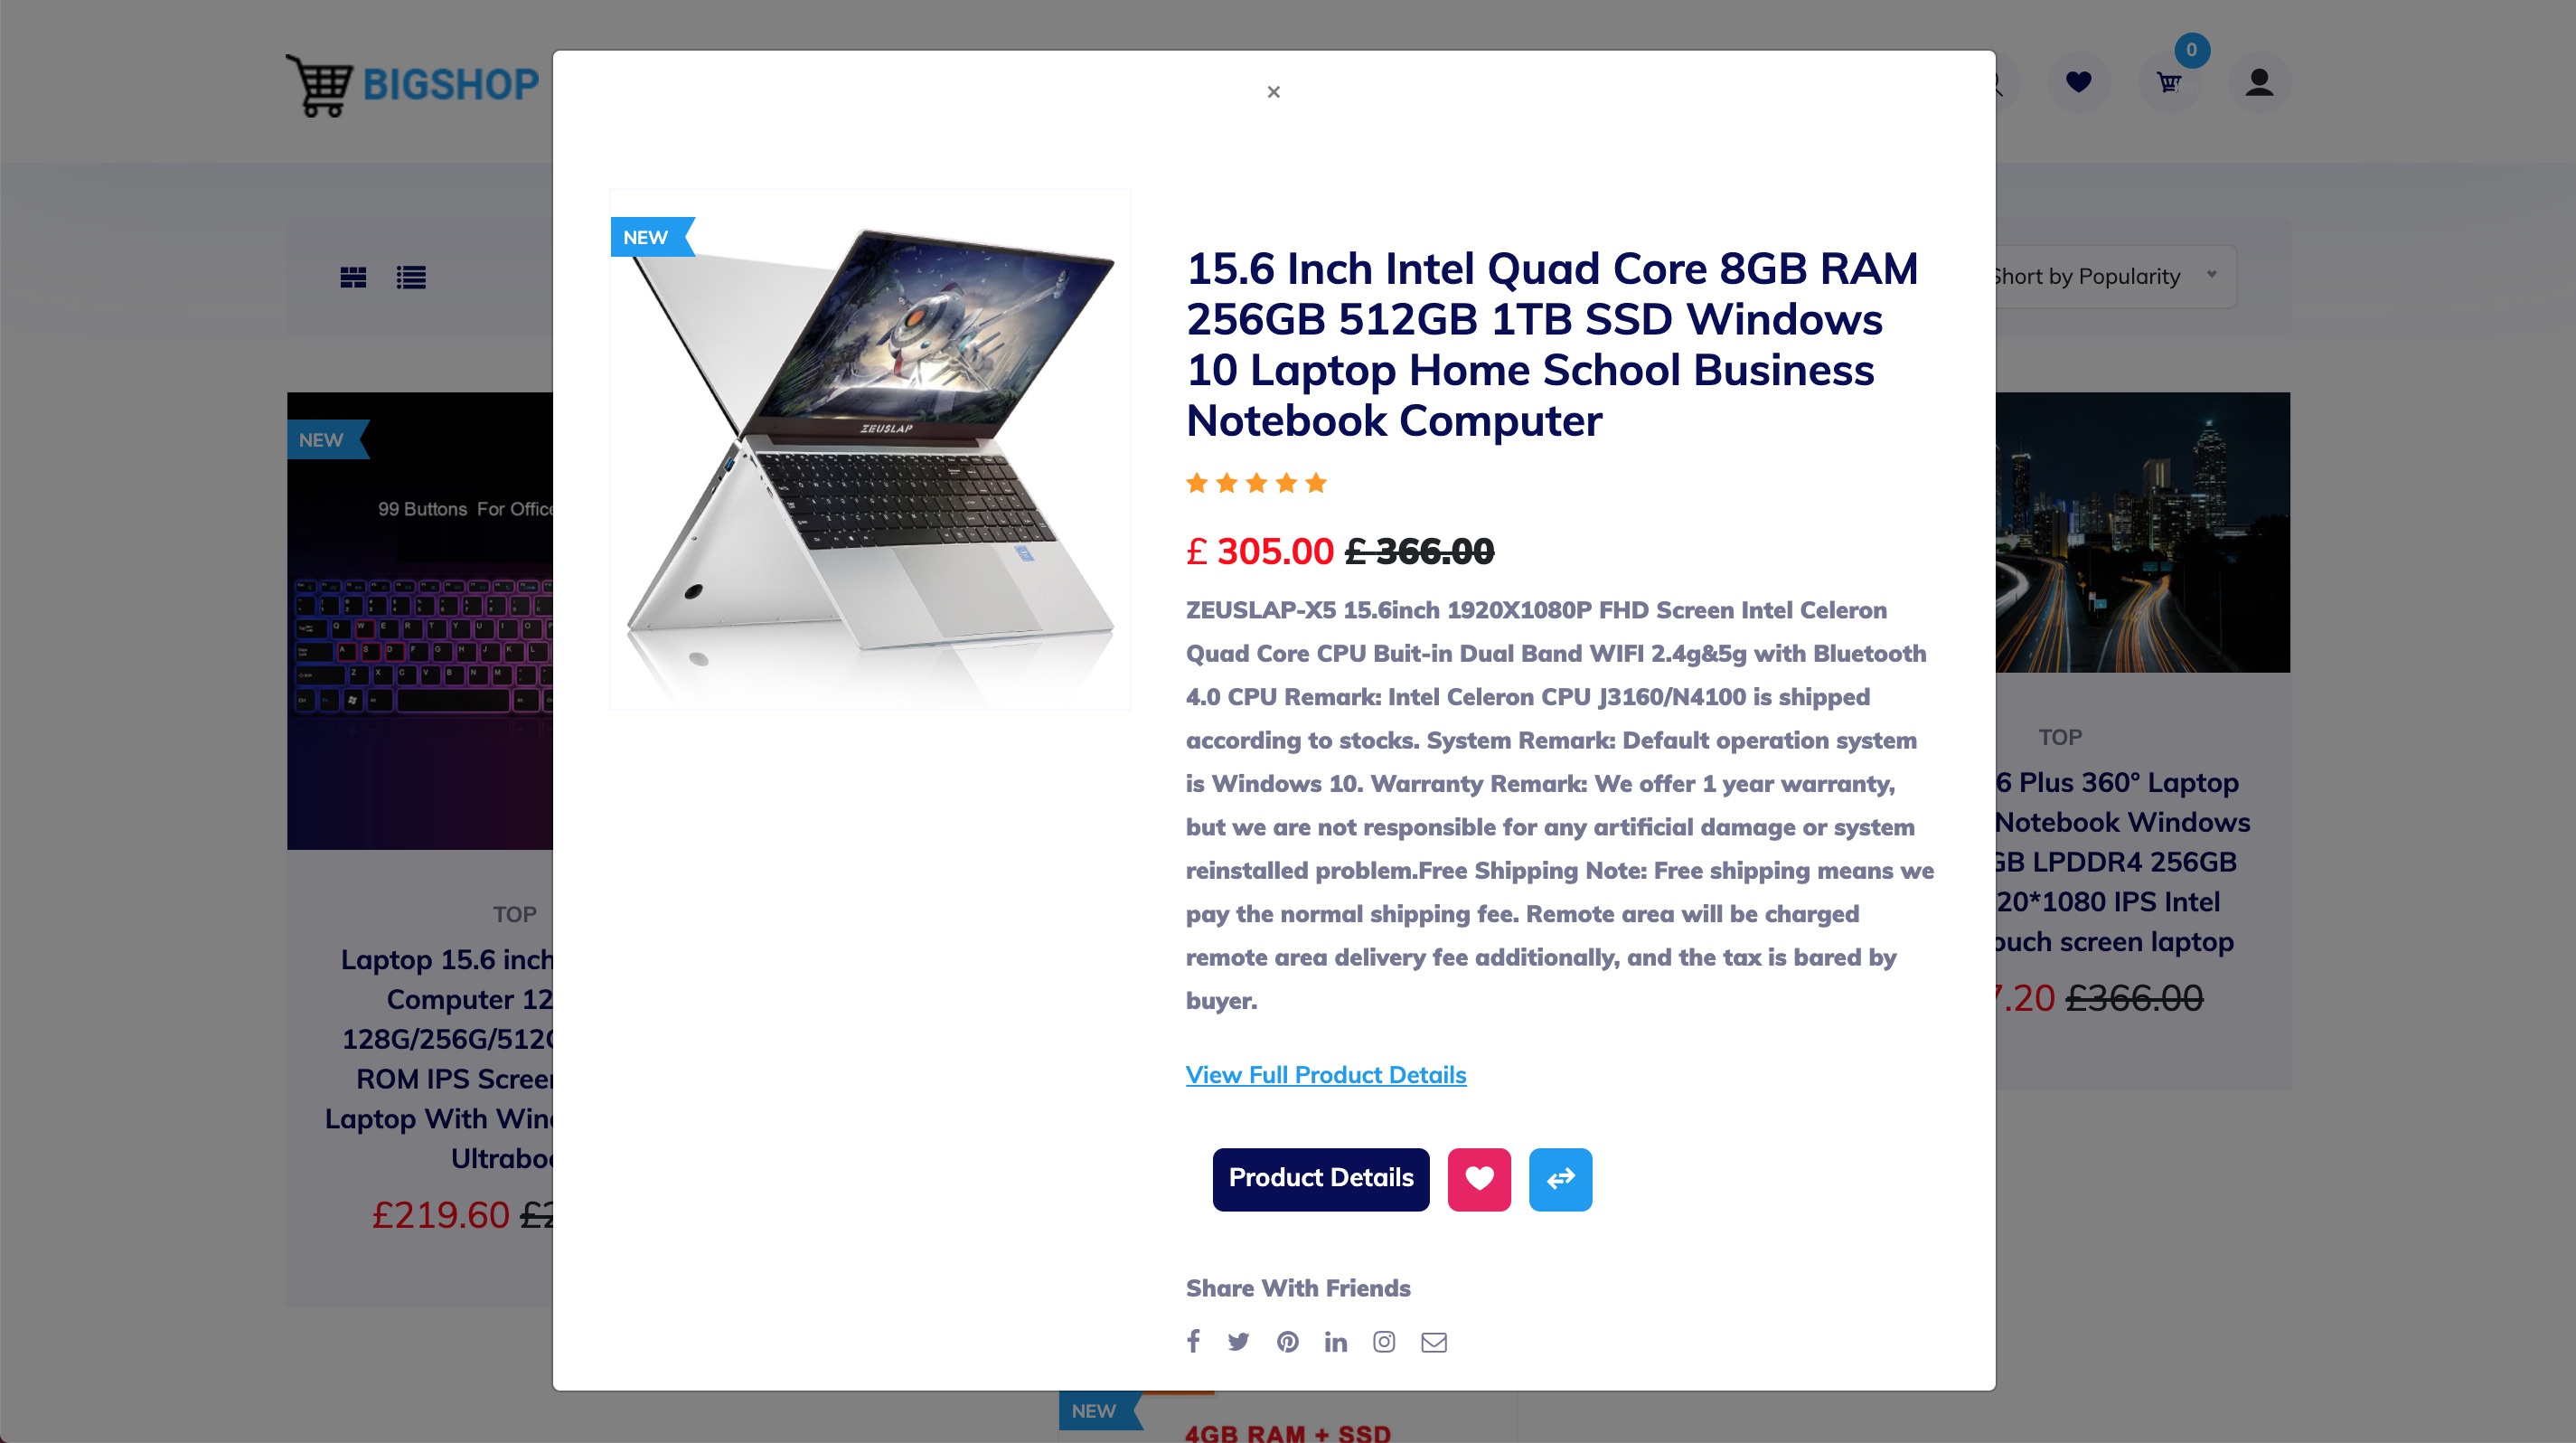 BIGSHOP
0
×
Short by Popularity
NEW
ZEUSLAP
15.6 Inch Intel Quad Core 8GB RAM
256GB 512GB 1TB SSD Windows
10 Laptop Home School Business
Notebook Computer
£ 305.00 £ 366.00
ZEUSLAP-X5 15.6inch 1920X1080P FHD Screen Intel Celeron
Quad Core CPU Buit-in Dual Band WIFI 2.4g&5g with Bluetooth
4.0 CPU Remark: Intel Celeron CPU J3160/N4100 is shipped
according to stocks. System Remark: Default operation system
is Windows 10. Warranty Remark: We offer 1 year warranty,
but we are not responsible for any artificial damage or system
reinstalled problem.Free Shipping Note: Free shipping means we
pay the normal shipping fee. Remote area will be charged
remote area delivery fee additionally, and the tax is bared by
buyer.
View Full Product Details
Product Details
Share With Friends
NEW
99 Buttons For Office
TOP
Laptop 15.6 inch
Computer 12
128G/256G/512G
ROM IPS Screen
Laptop With
£219.60
TOP
6 Plus 360° Laptop
Notebook Windows
GB LPDDR4 256GB
20*1080 IPS Intel
ouch screen laptop
7.20 £366.00
NEW
4GB RAM + SSD